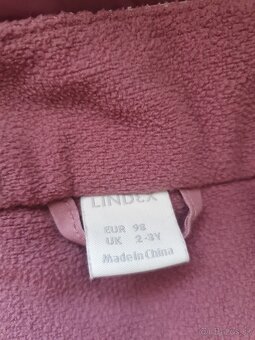 LINDEX
EUR 98
UK 2-3Y
Made in China